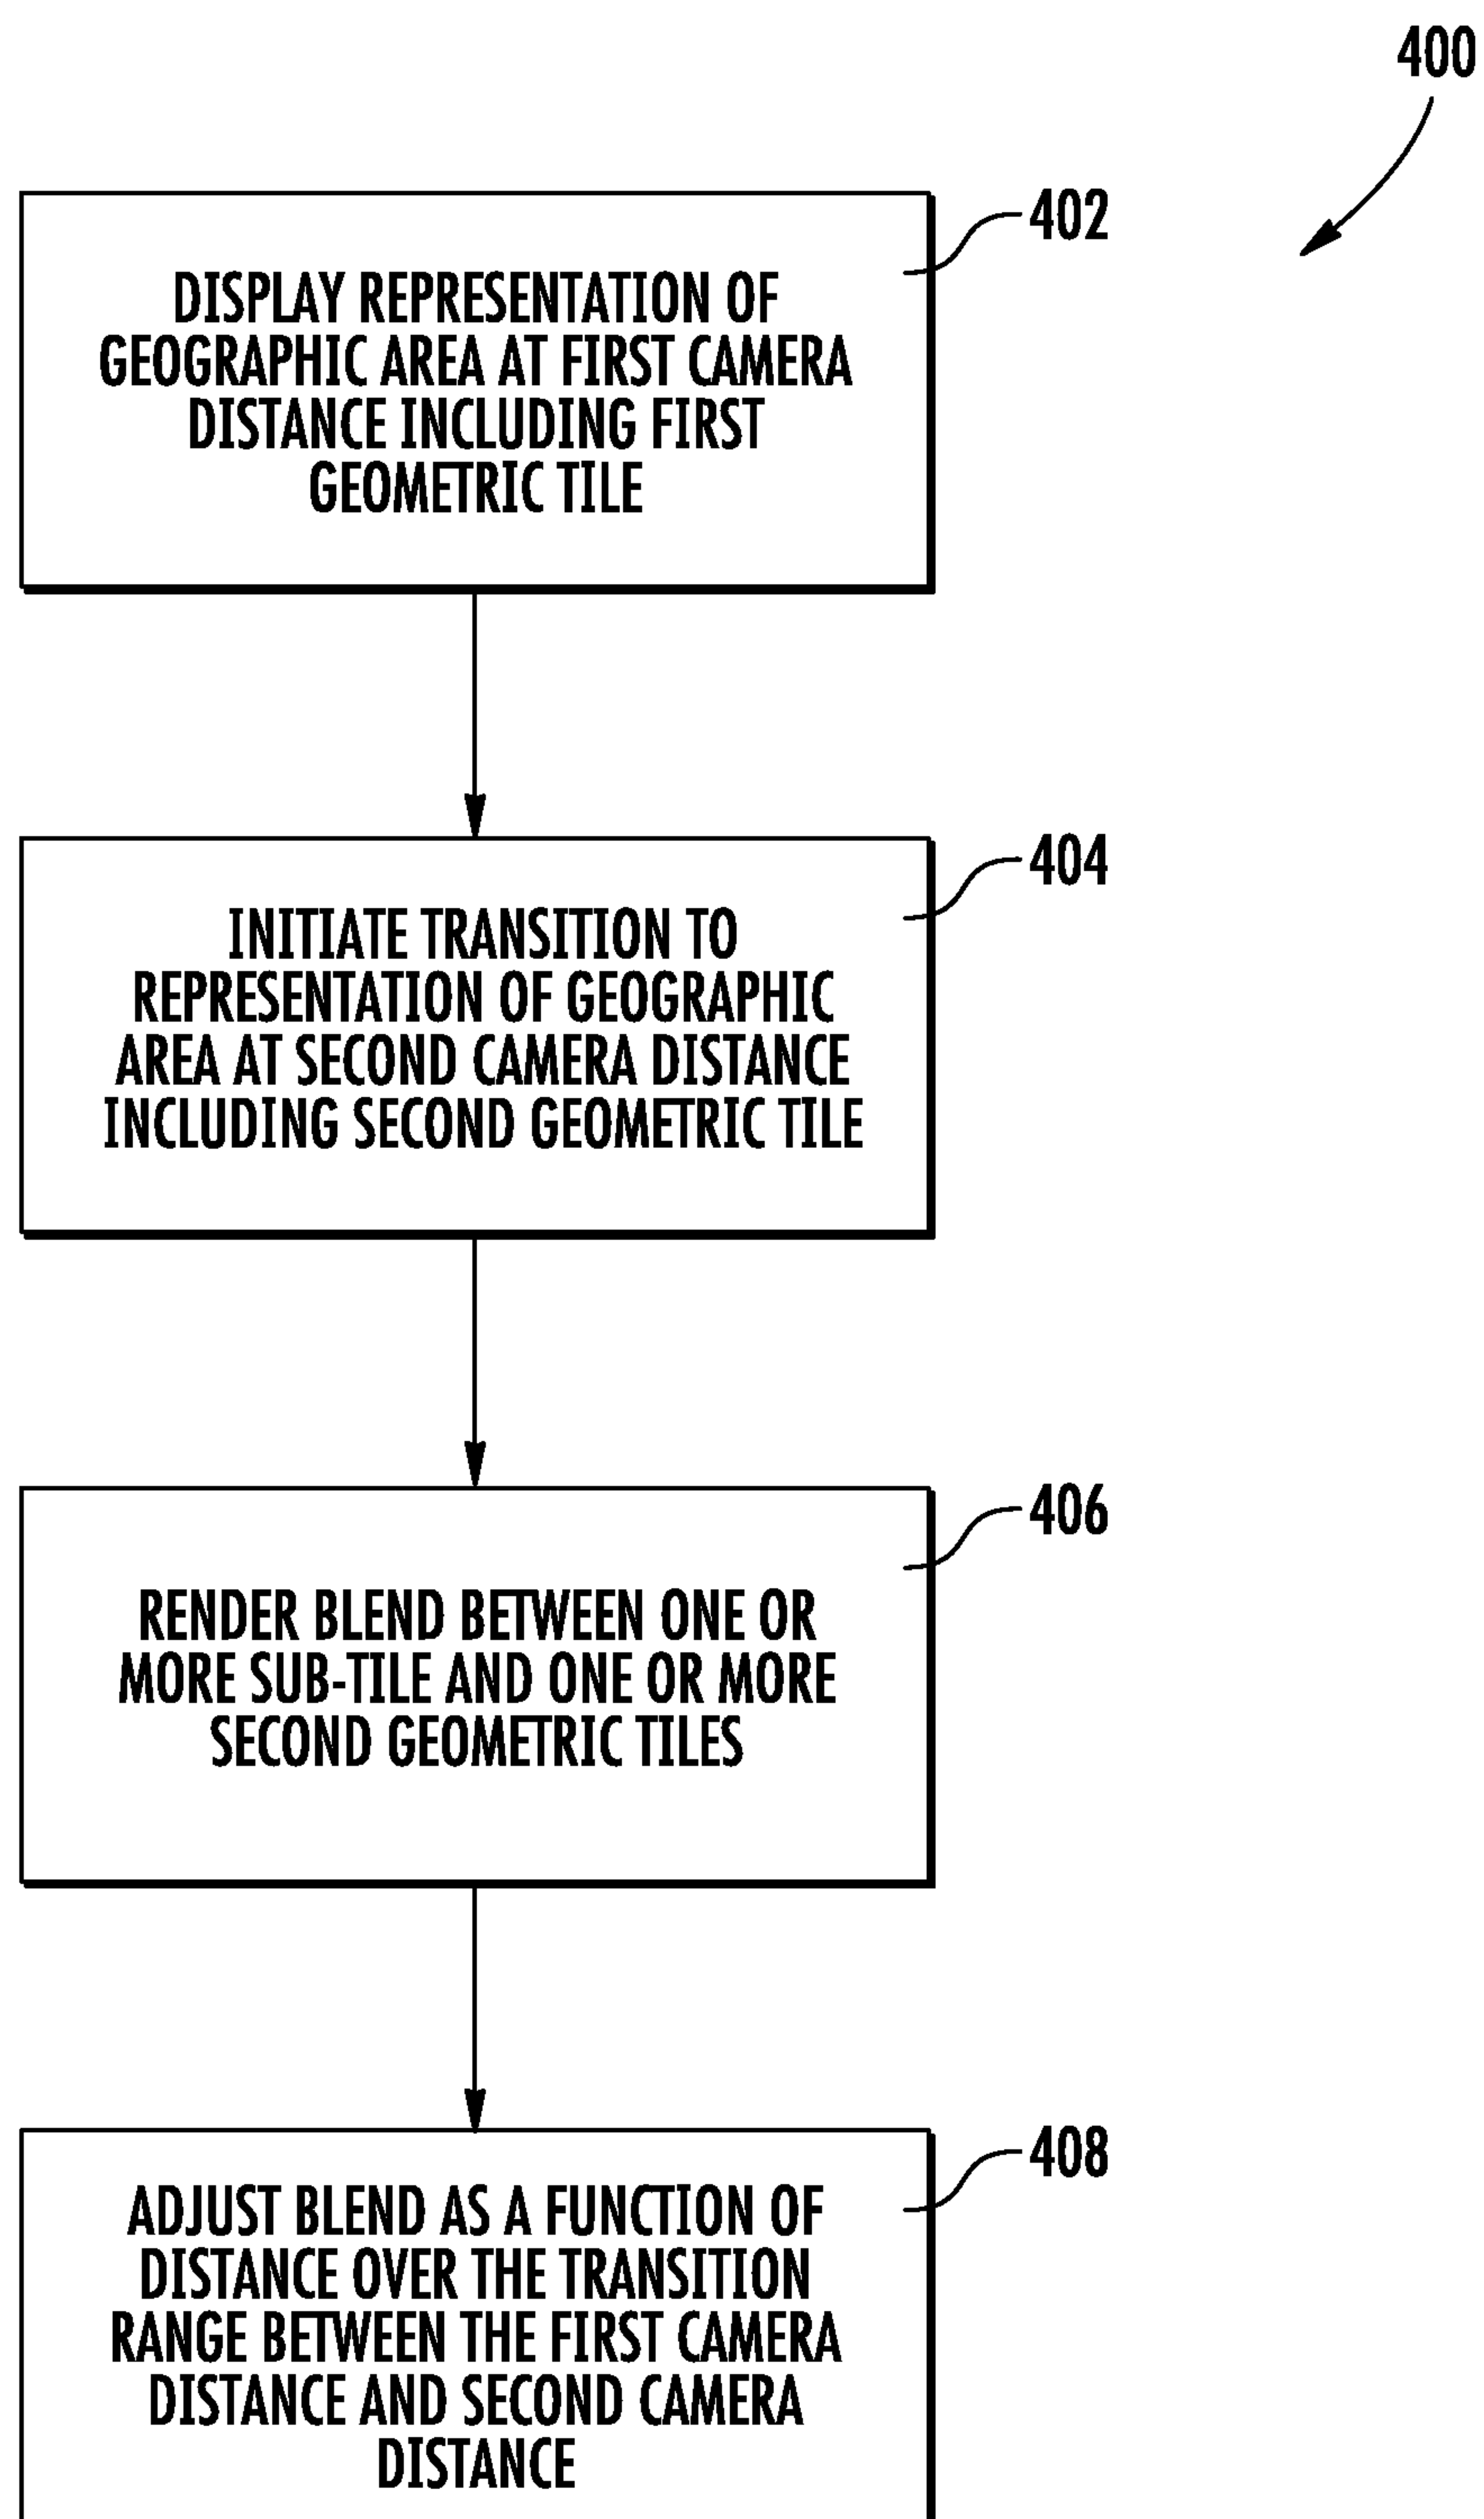 400
402
DISPLAY REPRESENTATION OF
GEOGRAPHIC AREA AT FIRST CAMERA
DISTANCE INCLUDING FIRST
GEOMETRIC TILE
404
INITIATE TRANSITION TO
REPRESENTATION OF GEOGRAPHIC
AREA AT SECOND CAMERA DISTANCE
INCLUDING SECOND GEOMETRIC TILE
406
RENDER BLEND BETWEEN ONE OR
MORE SUB-TILE AND ONE OR MORE
SECOND GEOMETRIC TILES
408
ADJUST BLEND AS A FUNCTION OF
DISTANCE OVER THE TRANSITION
RANGE BETWEEN THE FIRST CAMERA
DISTANCE AND SECOND CAMERA
DISTANCE